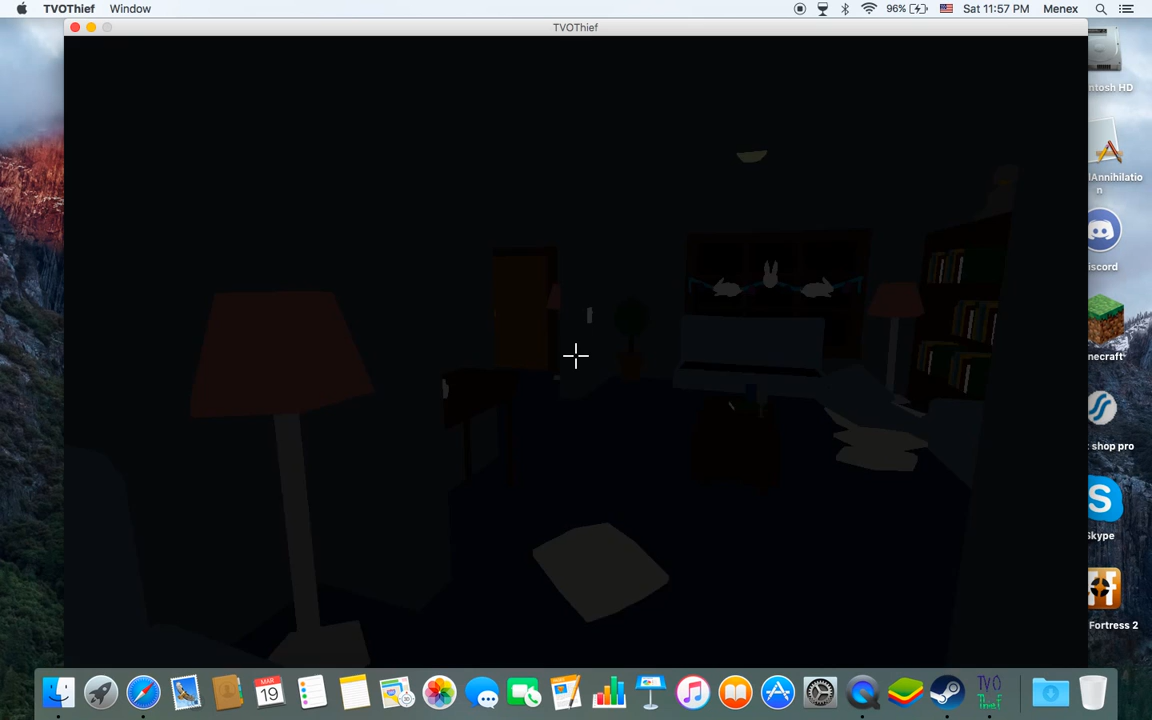 TVOThief Window 96% Sat 11:57 PM Menex
TVOThief
ntosh HD
lAnnihilatio
n
iscord
inecraft
shop pro
Skype
Fortress 2
MAR
19
TVO
Thief